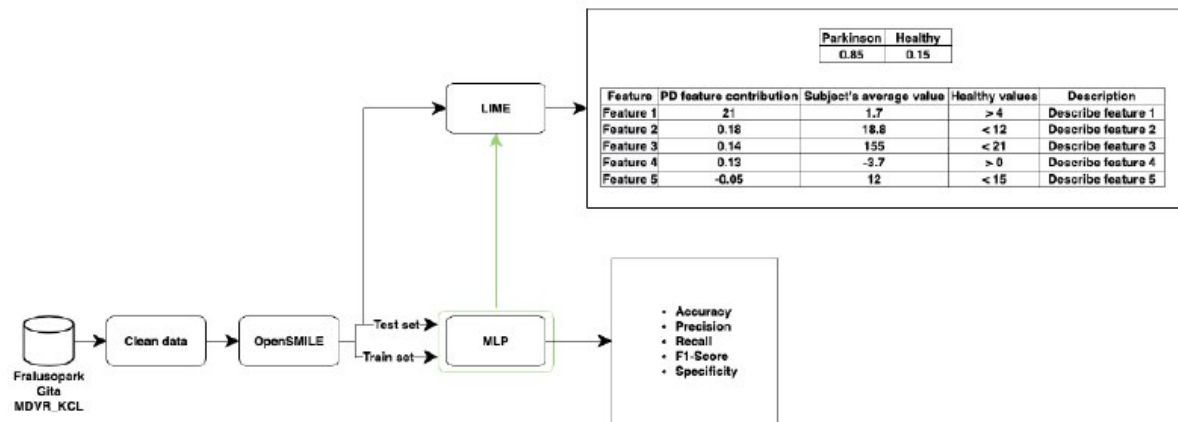 Parkinson Healthy
0.85 0.15
LIME
Feature PD feature contribution Subject's average value Healthy values Description
Feature 1 21 1.7 > 4 Describe feature 1
Feature 2 0.18 18.8 < 12 Describe feature 2
Feature 3 0.14 155 < 21 Describe feature 3
Feature 4 0.13 -3.7 > 0 Describe feature 4
Feature 5 -0.05 12 < 15 Describe feature 5
Clean data
OpenSMILE
Test set
Train set
MLP
• Accuracy
• Precision
• Recall
• F1-Score
• Specificity
Fralusopark
Gita
MDVR_KCL